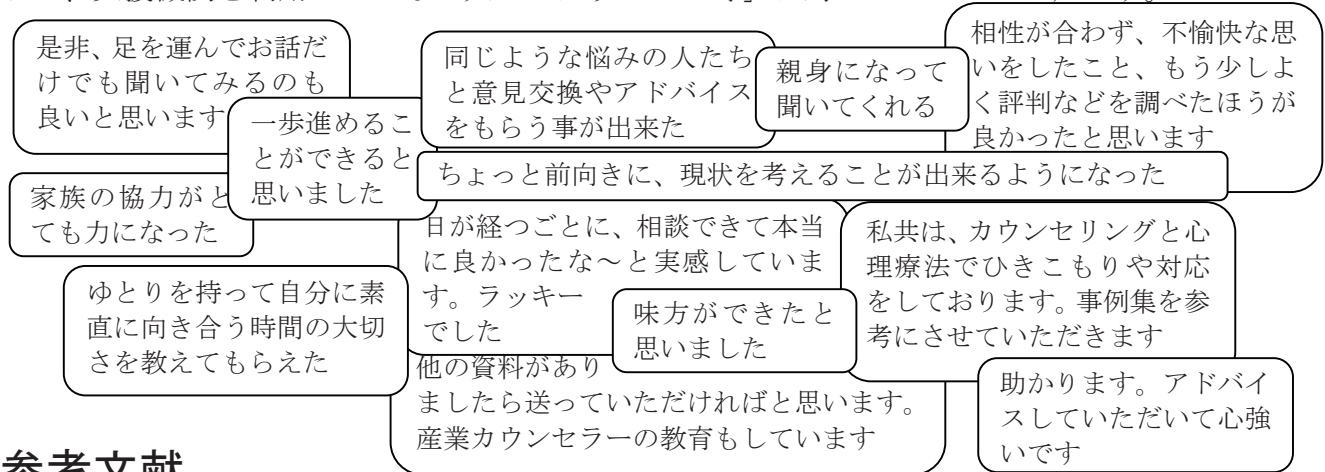 是非、足を運んでお話だ
けでも聞いてみるのも
良いと思います
一歩進めるこ
とができると
思いました
同じような悩みの人たち
と意見交換やアドバイス
をもらう事が出来た
親身になって
聞いてくれる
相性が合わず、不愉快な思
いをしたこと、もう少しよ
く評判などを調べたほうが
良かったと思います
ちょっと前向きに、現状を考えることが出来るようになった
家族の協力がと
ても力になった
日が経つごとに、相談できて本当
に良かったな～と実感していま
す。ラッキー
でした
私共は、カウンセリングと心
理療法でひきこもりや対応
をしております。事例集を参
考にさせていただきます
ゆとりを持って自分に素
直に向き合う時間の大切
さを教えてもらえた
味方ができたと
思いました
他の資料があり
ましたら送っていただければと思います。
産業カウンセラーの教育もしています
助かります。アドバイ
スしていただいて心強
いです
参考文献